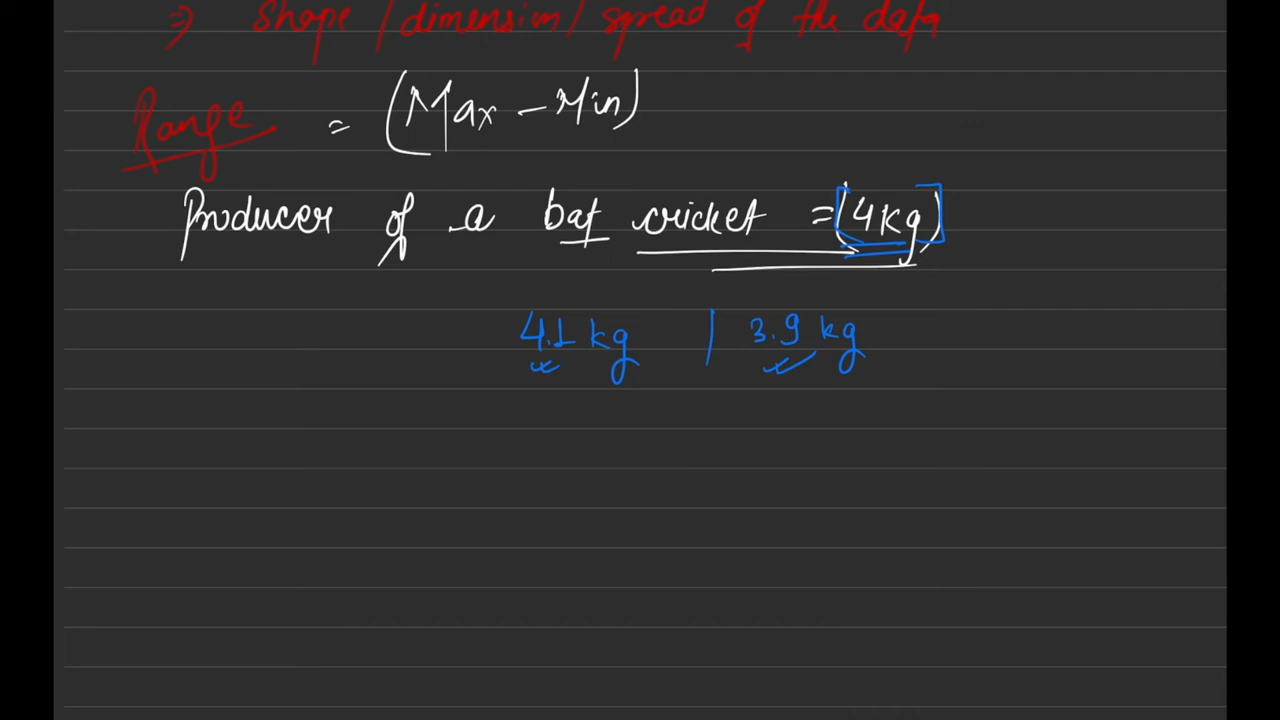 ⇒ Shape / dimension / spread of the data
Range = (Max - Min)
Producer of a bat cricket = (4kg)
4.1 kg | 3.9 kg